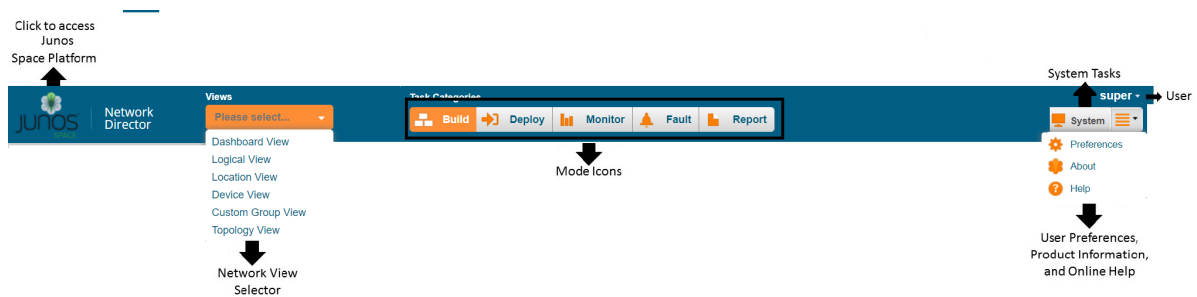 Click to access
Junos
Space Platform
System Tasks
JUNOS
SPACE
Network
Director
Views
Please select...
Task Categories
Build
Deploy
Monitor
Fault
Report
super
User
System
Dashboard View
Logical View
Location View
Device View
Custom Group View
Topology View
Mode Icons
Preferences
About
Help
Network View
Selector
User Preferences,
Product Information,
and Online Help